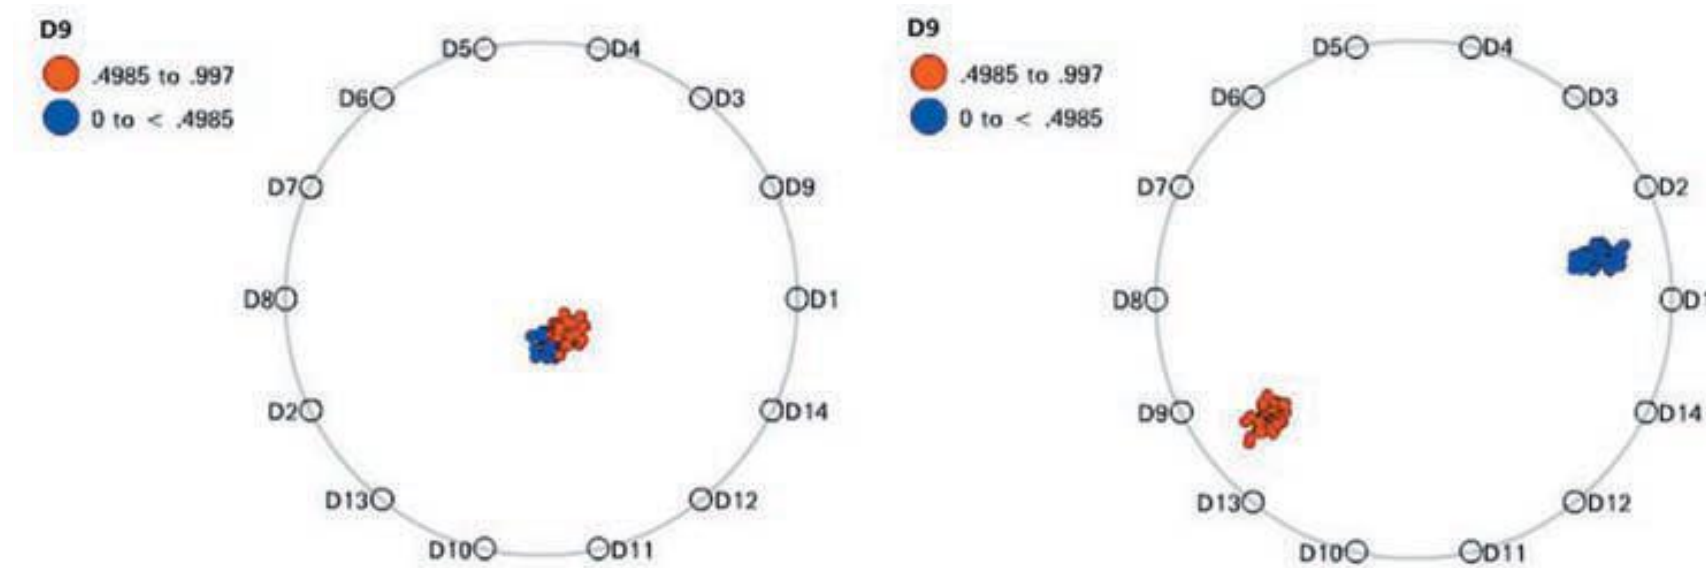 D9
.4985 to .997
0 to < .4985
D5
D4
D6
D3
D7
D9
D8
D1
D2
D14
D13
D12
D10
D11
D9
.4985 to .997
0 to < .4985
D5
D4
D6
D3
D7
D2
D8
D1
D9
D14
D13
D12
D10
D11